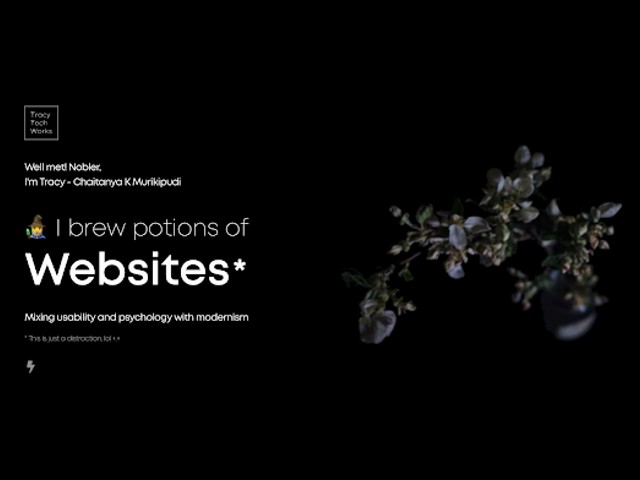 Tracy
Tech
Works
Well met! Nobler,
I'm Tracy - Chaitanya K Murikipudi
I brew potions of
Websites*
Mixing usability and psychology with modernism
* This is just a distraction, lol